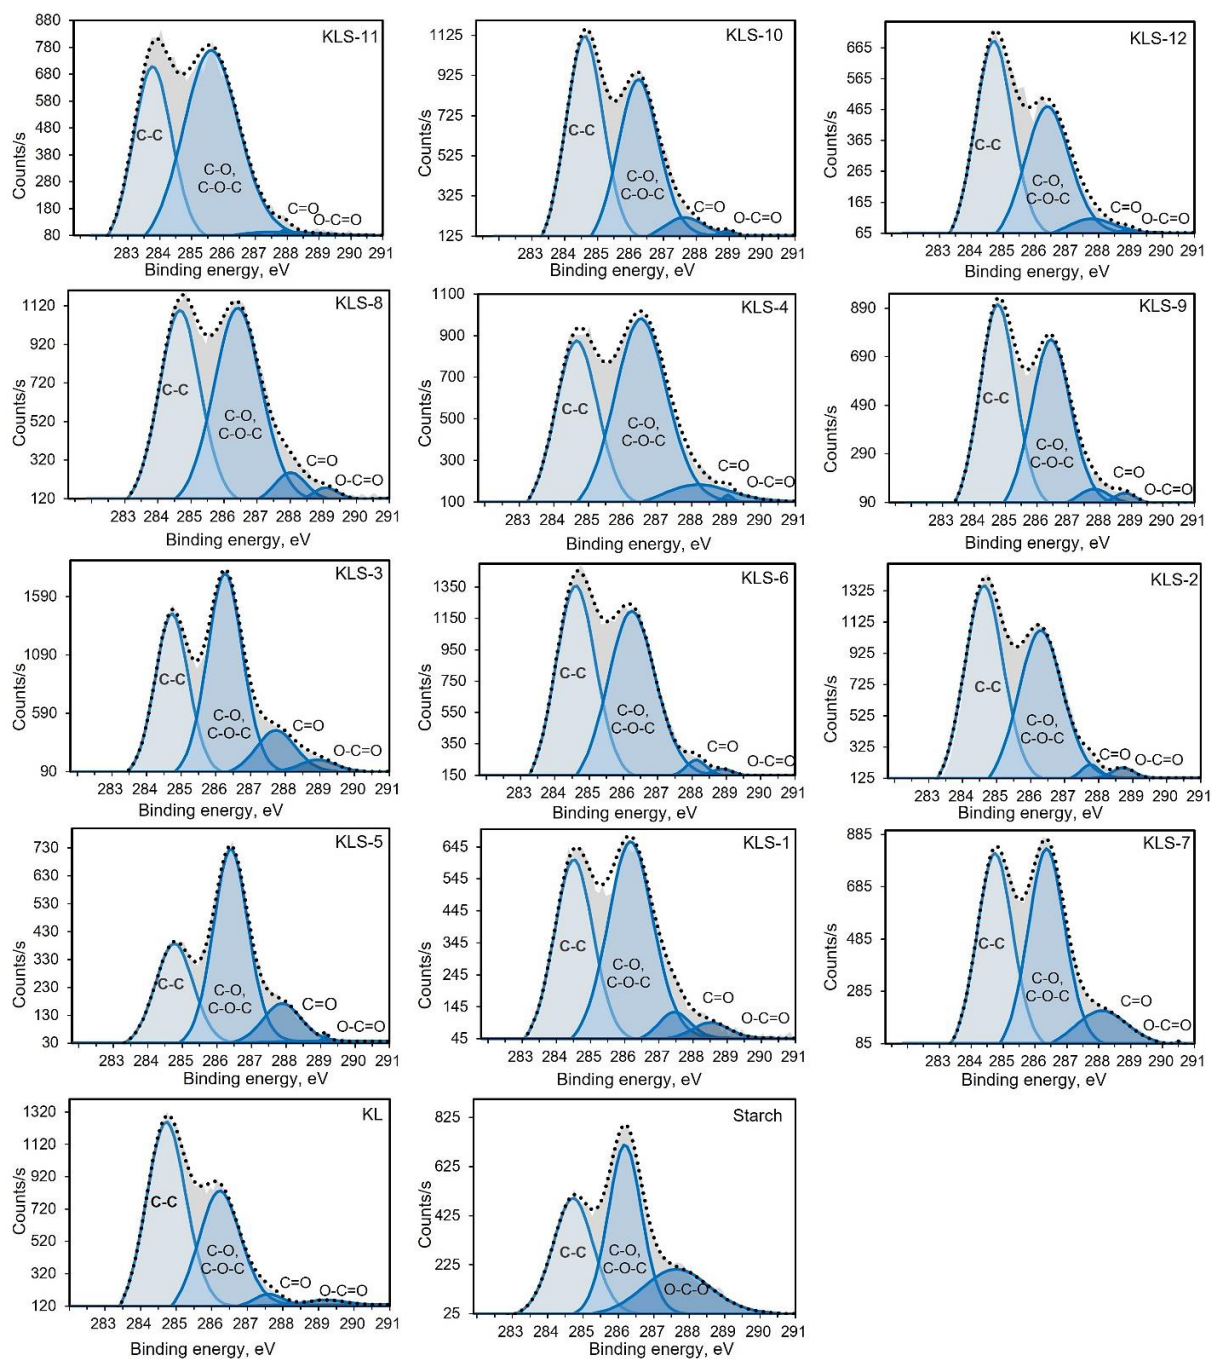 KLS-11
Counts/s
880
780
680
580
480
380
280
180
80
C-C
C-O,
C-O-C
C=O
O-C=O
283 284 285 286 287 288 289 290 291
Binding energy, eV
KLS-10
Counts/s
1125
925
725
525
325
125
C-C
C-O,
C-O-C
C=O
O-C=O
283 284 285 286 287 288 289 290 291
Binding energy, eV
KLS-12
Counts/s
665
565
465
365
265
165
65
C-C
C-O,
C-O-C
C=O
O-C=O
283 284 285 286 287 288 289 290 291
Binding energy, eV
KLS-8
Counts/s
1120
920
720
520
320
120
C-C
C-O,
C-O-C
C=O
O-C=O
283 284 285 286 287 288 289 290 291
Binding energy, eV
KLS-4
Counts/s
1100
900
700
500
300
100
C-C
C-O,
C-O-C
C=O
O-C=O
283 284 285 286 287 288 289 290 291
Binding energy, eV
KLS-9
Counts/s
890
690
490
290
90
C-C
C-O,
C-O-C
C=O
O-C=O
283 284 285 286 287 288 289 290 291
Binding energy, eV
KLS-3
Counts/s
1590
1090
590
90
C-C
C-O,
C-O-C
C=O
O-C=O
283 284 285 286 287 288 289 290 291
Binding energy, eV
KLS-6
Counts/s
1350
1150
950
750
550
350
150
C-C
C-O,
C-O-C
C=O
O-C=O
283 284 285 286 287 288 289 290 291
Binding energy, eV
KLS-2
Counts/s
1325
1125
925
725
525
325
125
C-C
C-O,
C-O-C
C=O
O-C=O
283 284 285 286 287 288 289 290 291
Binding energy, eV
KLS-5
Counts/s
730
630
530
430
330
230
130
30
C-C
C-O,
C-O-C
C=O
O-C=O
283 284 285 286 287 288 289 290 291
Binding energy, eV
KLS-1
Counts/s
645
545
445
345
245
145
45
C-C
C-O,
C-O-C
C=O
O-C=O
283 284 285 286 287 288 289 290 291
Binding energy, eV
KLS-7
Counts/s
885
685
485
285
85
C-C
C-O,
C-O-C
C=O
O-C=O
283 284 285 286 287 288 289 290 291
Binding energy, eV
KL
Counts/s
1320
1120
920
720
520
320
120
C-C
C-O,
C-O-C
C=O
O-C=O
283 284 285 286 287 288 289 290 291
Binding energy, eV
Starch
Counts/s
825
625
425
225
25
C-C
C-O,
C-O-C
O-C-O
283 284 285 286 287 288 289 290 291
Binding energy, eV